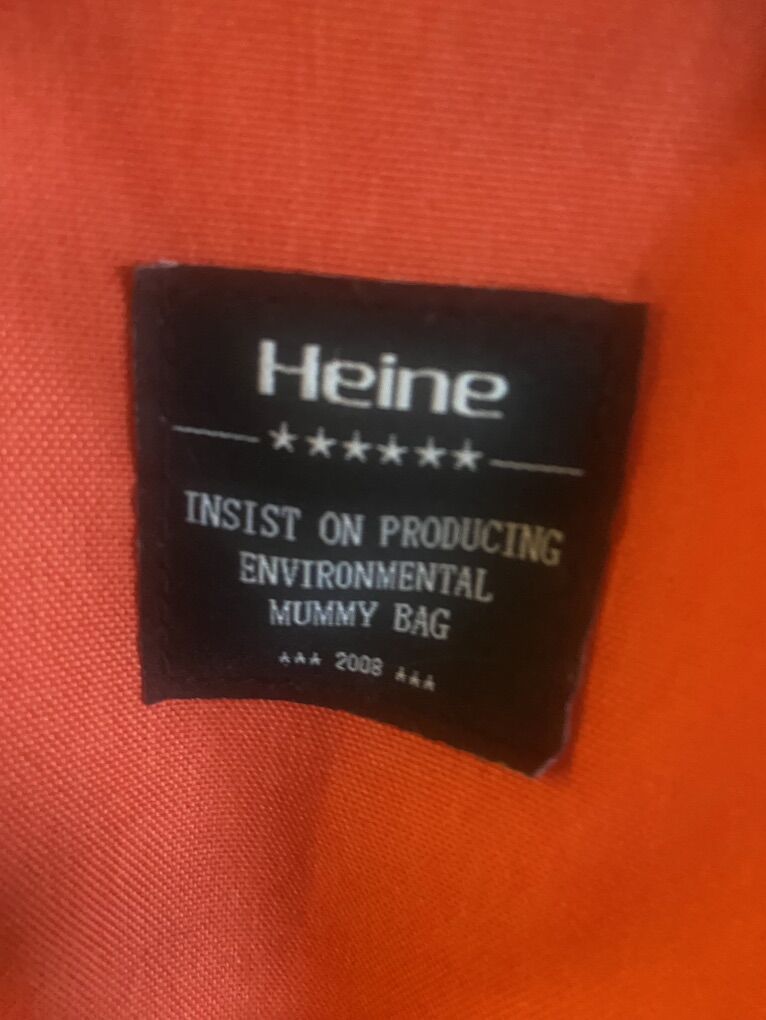 Heine
★★★★★★
INSIST ON PRODUCING
ENVIRONMENTAL
MUMMY BAG
★★★ 2008 ★★★